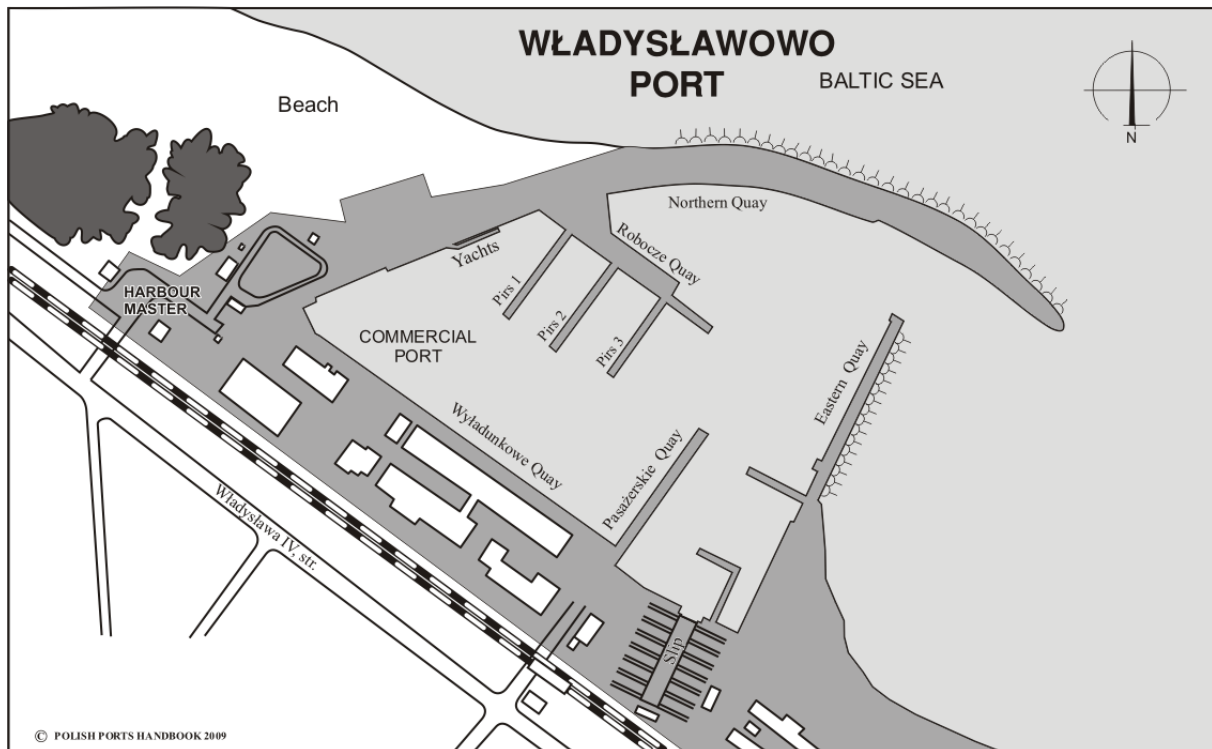 WŁADYSŁAWOWO
PORT
BALTIC SEA
N
Beach
Northern Quay
Robocze Quay
Yachts
Pirs 1
Pirs 2
Pirs 3
HARBOUR
MASTER
COMMERCIAL
PORT
Eastern Quay
Wyładunkowe Quay
Pasażerskie Quay
Władysława IV, str.
Slip
© POLISH PORTS HANDBOOK 2009